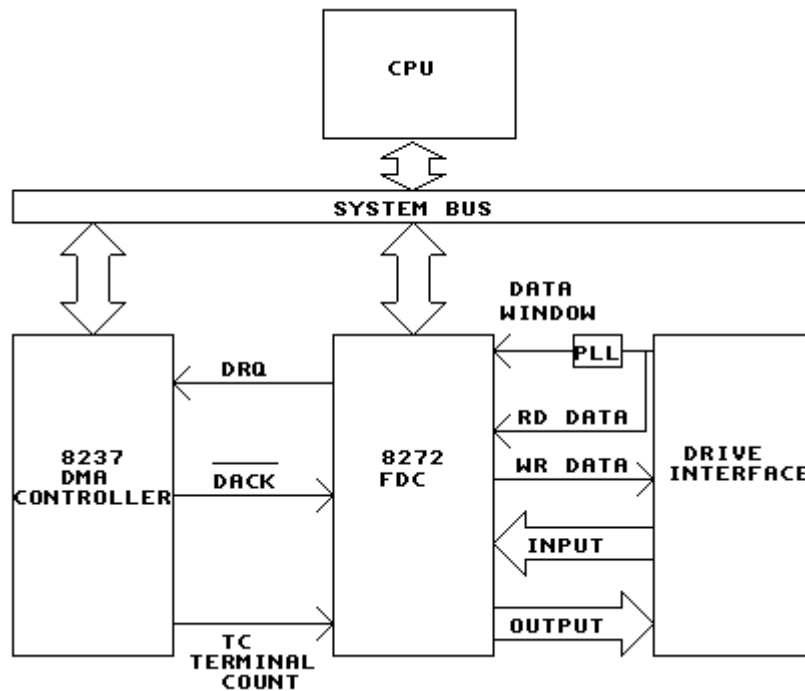 CPU
SYSTEM BUS
DATA
WINDOW
PLL
DRQ
RD DATA
8237
DMA
CONTROLLER
DACK
8272
FDC
WR DATA
DRIVE
INTERFACE
INPUT
OUTPUT
TC
TERMINAL
COUNT